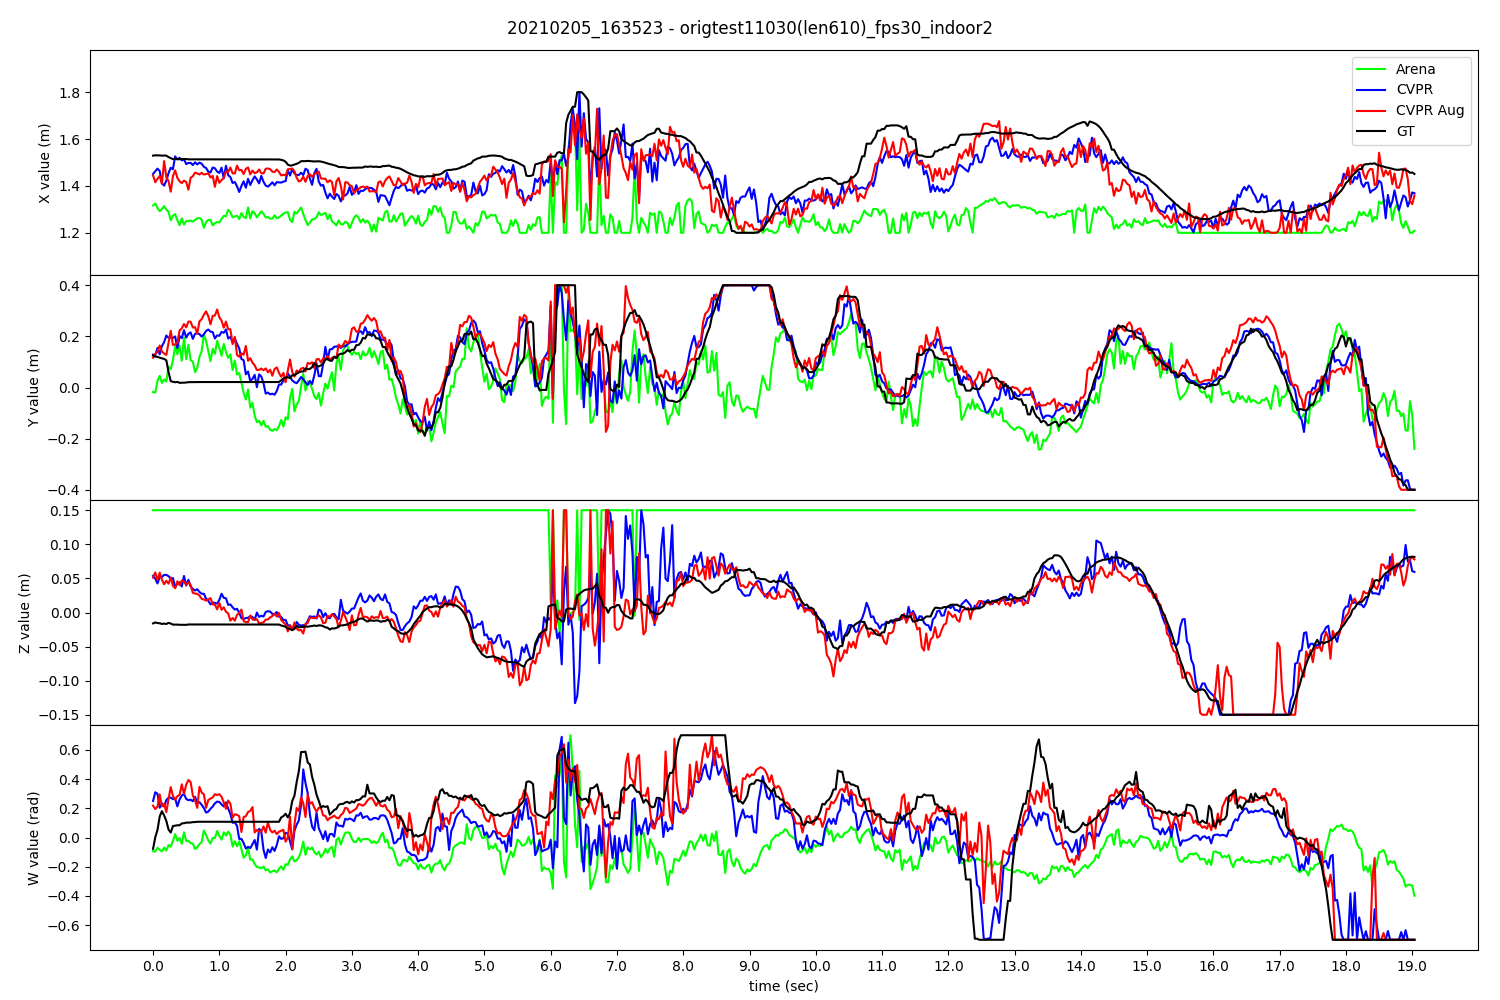 20210205_163523 - origtest11030(len610)_fps30_indoor2
Arena
CVPR
CVPR Aug
GT
X value (m)
1.8
1.6
1.4
1.2
Y value (m)
0.4
0.2
0.0
−0.2
−0.4
Z value (m)
0.15
0.10
0.05
0.00
−0.05
−0.10
−0.15
W value (rad)
0.6
0.4
0.2
0.0
−0.2
−0.4
−0.6
0.0 1.0 2.0 3.0 4.0 5.0 6.0 7.0 8.0 9.0 10.0 11.0 12.0 13.0 14.0 15.0 16.0 17.0 18.0 19.0
time (sec)